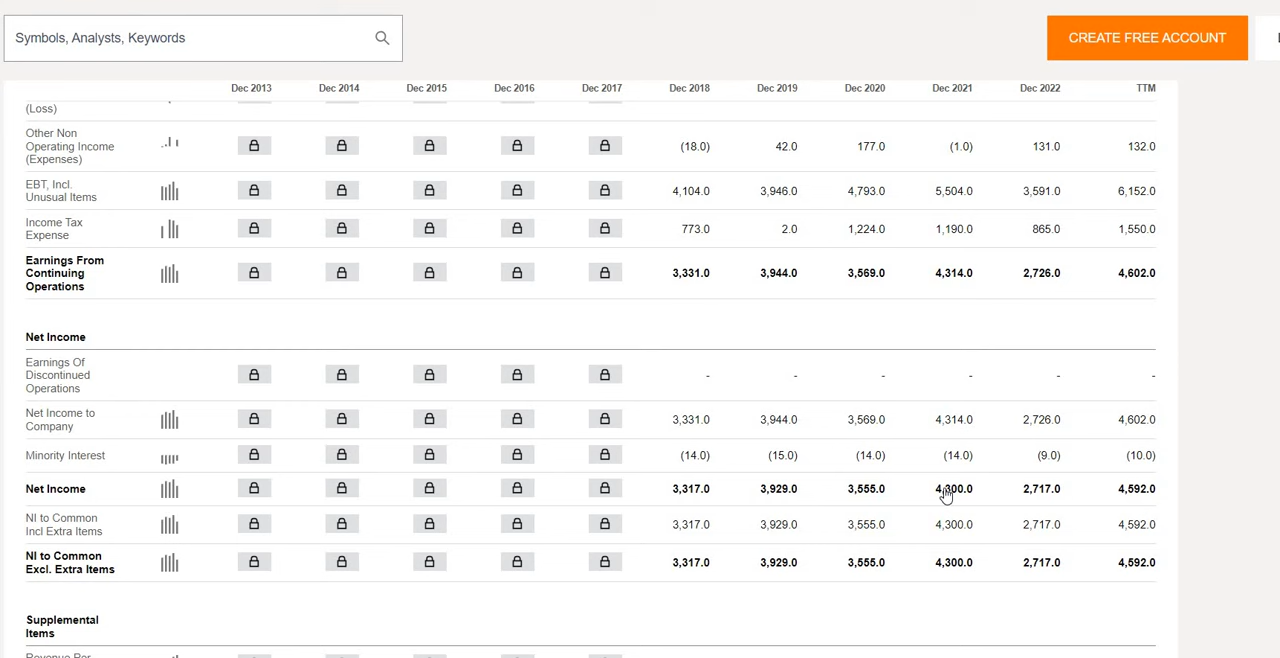 Symbols, Analysts, Keywords
CREATE FREE ACCOUNT
Dec 2013 Dec 2014 Dec 2015 Dec 2016 Dec 2017 Dec 2018 Dec 2019 Dec 2020 Dec 2021 Dec 2022 TTM
(Loss)
Other Non
Operating Income (18.0) 42.0 177.0 (1.0) 131.0 132.0
(Expenses)
EBT, Incl.
Unusual Items 4,104.0 3,946.0 4,793.0 5,504.0 3,591.0 6,152.0
Income Tax
Expense 773.0 2.0 1,224.0 1,190.0 865.0 1,550.0
Earnings From
Continuing 3,331.0 3,944.0 3,569.0 4,314.0 2,726.0 4,602.0
Operations
Net Income
Earnings Of
Discontinued - - - - - -
Operations
Net Income to
Company 3,331.0 3,944.0 3,569.0 4,314.0 2,726.0 4,602.0
Minority Interest (14.0) (15.0) (14.0) (14.0) (9.0) (10.0)
Net Income 3,317.0 3,929.0 3,555.0 4,300.0 2,717.0 4,592.0
NI to Common
Incl Extra Items 3,317.0 3,929.0 3,555.0 4,300.0 2,717.0 4,592.0
NI to Common
Excl. Extra Items 3,317.0 3,929.0 3,555.0 4,300.0 2,717.0 4,592.0
Supplemental
Items
Revenue Per